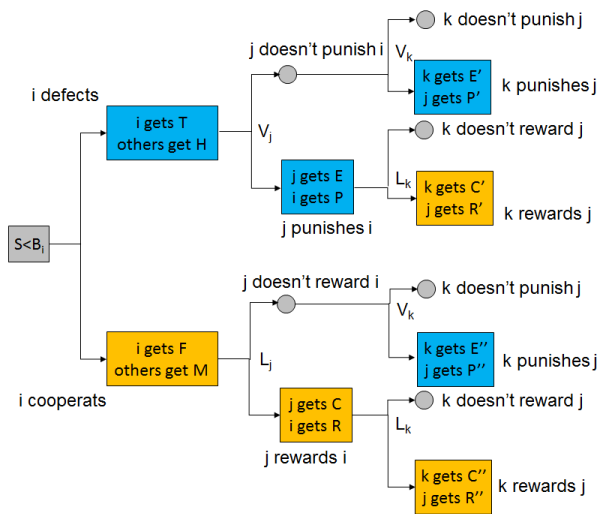 k doesn't punish j
j doesn't punish i
V_k
k gets E'
j gets P'
k punishes j
i defects
i gets T
others get H
V_j
k doesn't reward j
j gets E
i gets P
L_k
k gets C'
j gets R'
k rewards j
j punishes i
S<B_i
j doesn't reward i
k doesn't punish j
V_k
i gets F
others get M
L_j
k gets E''
j gets P''
k punishes j
i cooperats
k doesn't reward j
j gets C
i gets R
L_k
j rewards i
k gets C''
j gets R''
k rewards j